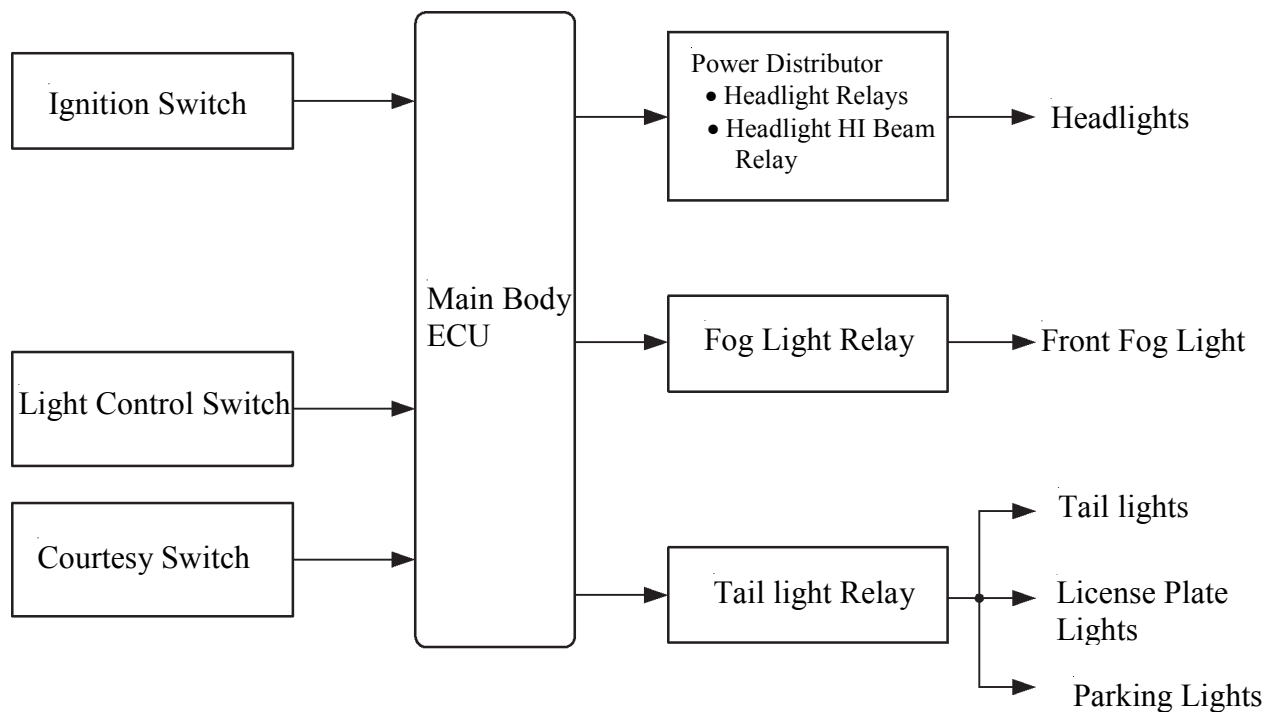 Ignition Switch
Light Control Switch
Courtesy Switch
Main Body
ECU
Power Distributor
• Headlight Relays
• Headlight HI Beam
Relay
Headlights
Fog Light Relay
Front Fog Light
Tail light Relay
Tail lights
License Plate
Lights
Parking Lights